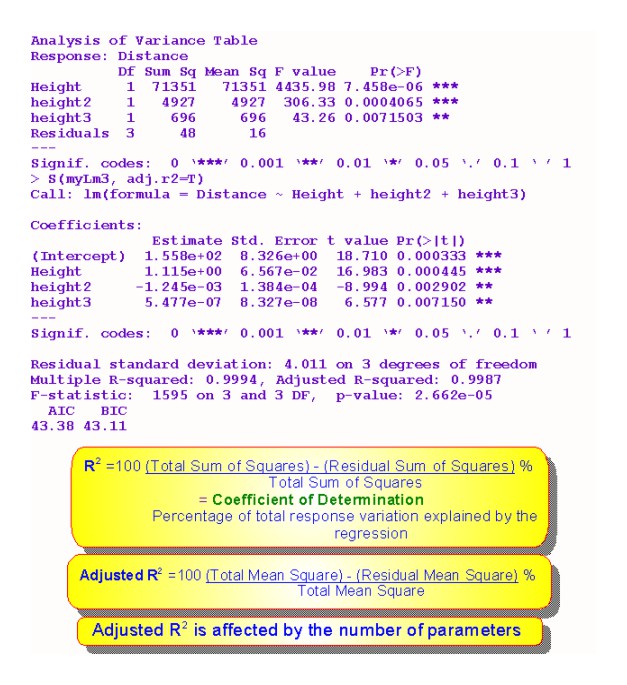 Analysis of Variance Table
Response: Distance
Df Sum Sq Mean Sq F value Pr(>F)
Height 1 71351 71351 4435.98 7.458e-06 ***
height2 1 4927 4927 306.33 0.0004065 ***
height3 1 696 696 43.26 0.0071503 **
Residuals 3 48 16
---
Signif. codes: 0 `***' 0.001 `**' 0.01 `*' 0.05 `.' 0.1 ` ' 1
> S(myLm3, adj.r2=T)
Call: lm(formula = Distance ~ Height + height2 + height3)
Coefficients:
Estimate Std. Error t value Pr(>|t|)
(Intercept) 1.558e+02 8.326e+00 18.710 0.000333 ***
Height 1.115e+00 6.567e-02 16.983 0.000445 ***
height2 -1.245e-03 1.384e-04 -8.994 0.002902 **
height3 5.477e-07 8.327e-08 6.577 0.007150 **
---
Signif. codes: 0 `***' 0.001 `**' 0.01 `*' 0.05 `.' 0.1 ` ' 1
Residual standard deviation: 4.011 on 3 degrees of freedom
Multiple R-squared: 0.9994, Adjusted R-squared: 0.9987
F-statistic: 1595 on 3 and 3 DF, p-value: 2.662e-05
AIC BIC
43.38 43.11
R² =100 (Total Sum of Squares) - (Residual Sum of Squares) %
Total Sum of Squares
= Coefficient of Determination
Percentage of total response variation explained by the
regression
Adjusted R² =100 (Total Mean Square) - (Residual Mean Square) %
Total Mean Square
Adjusted R² is affected by the number of parameters